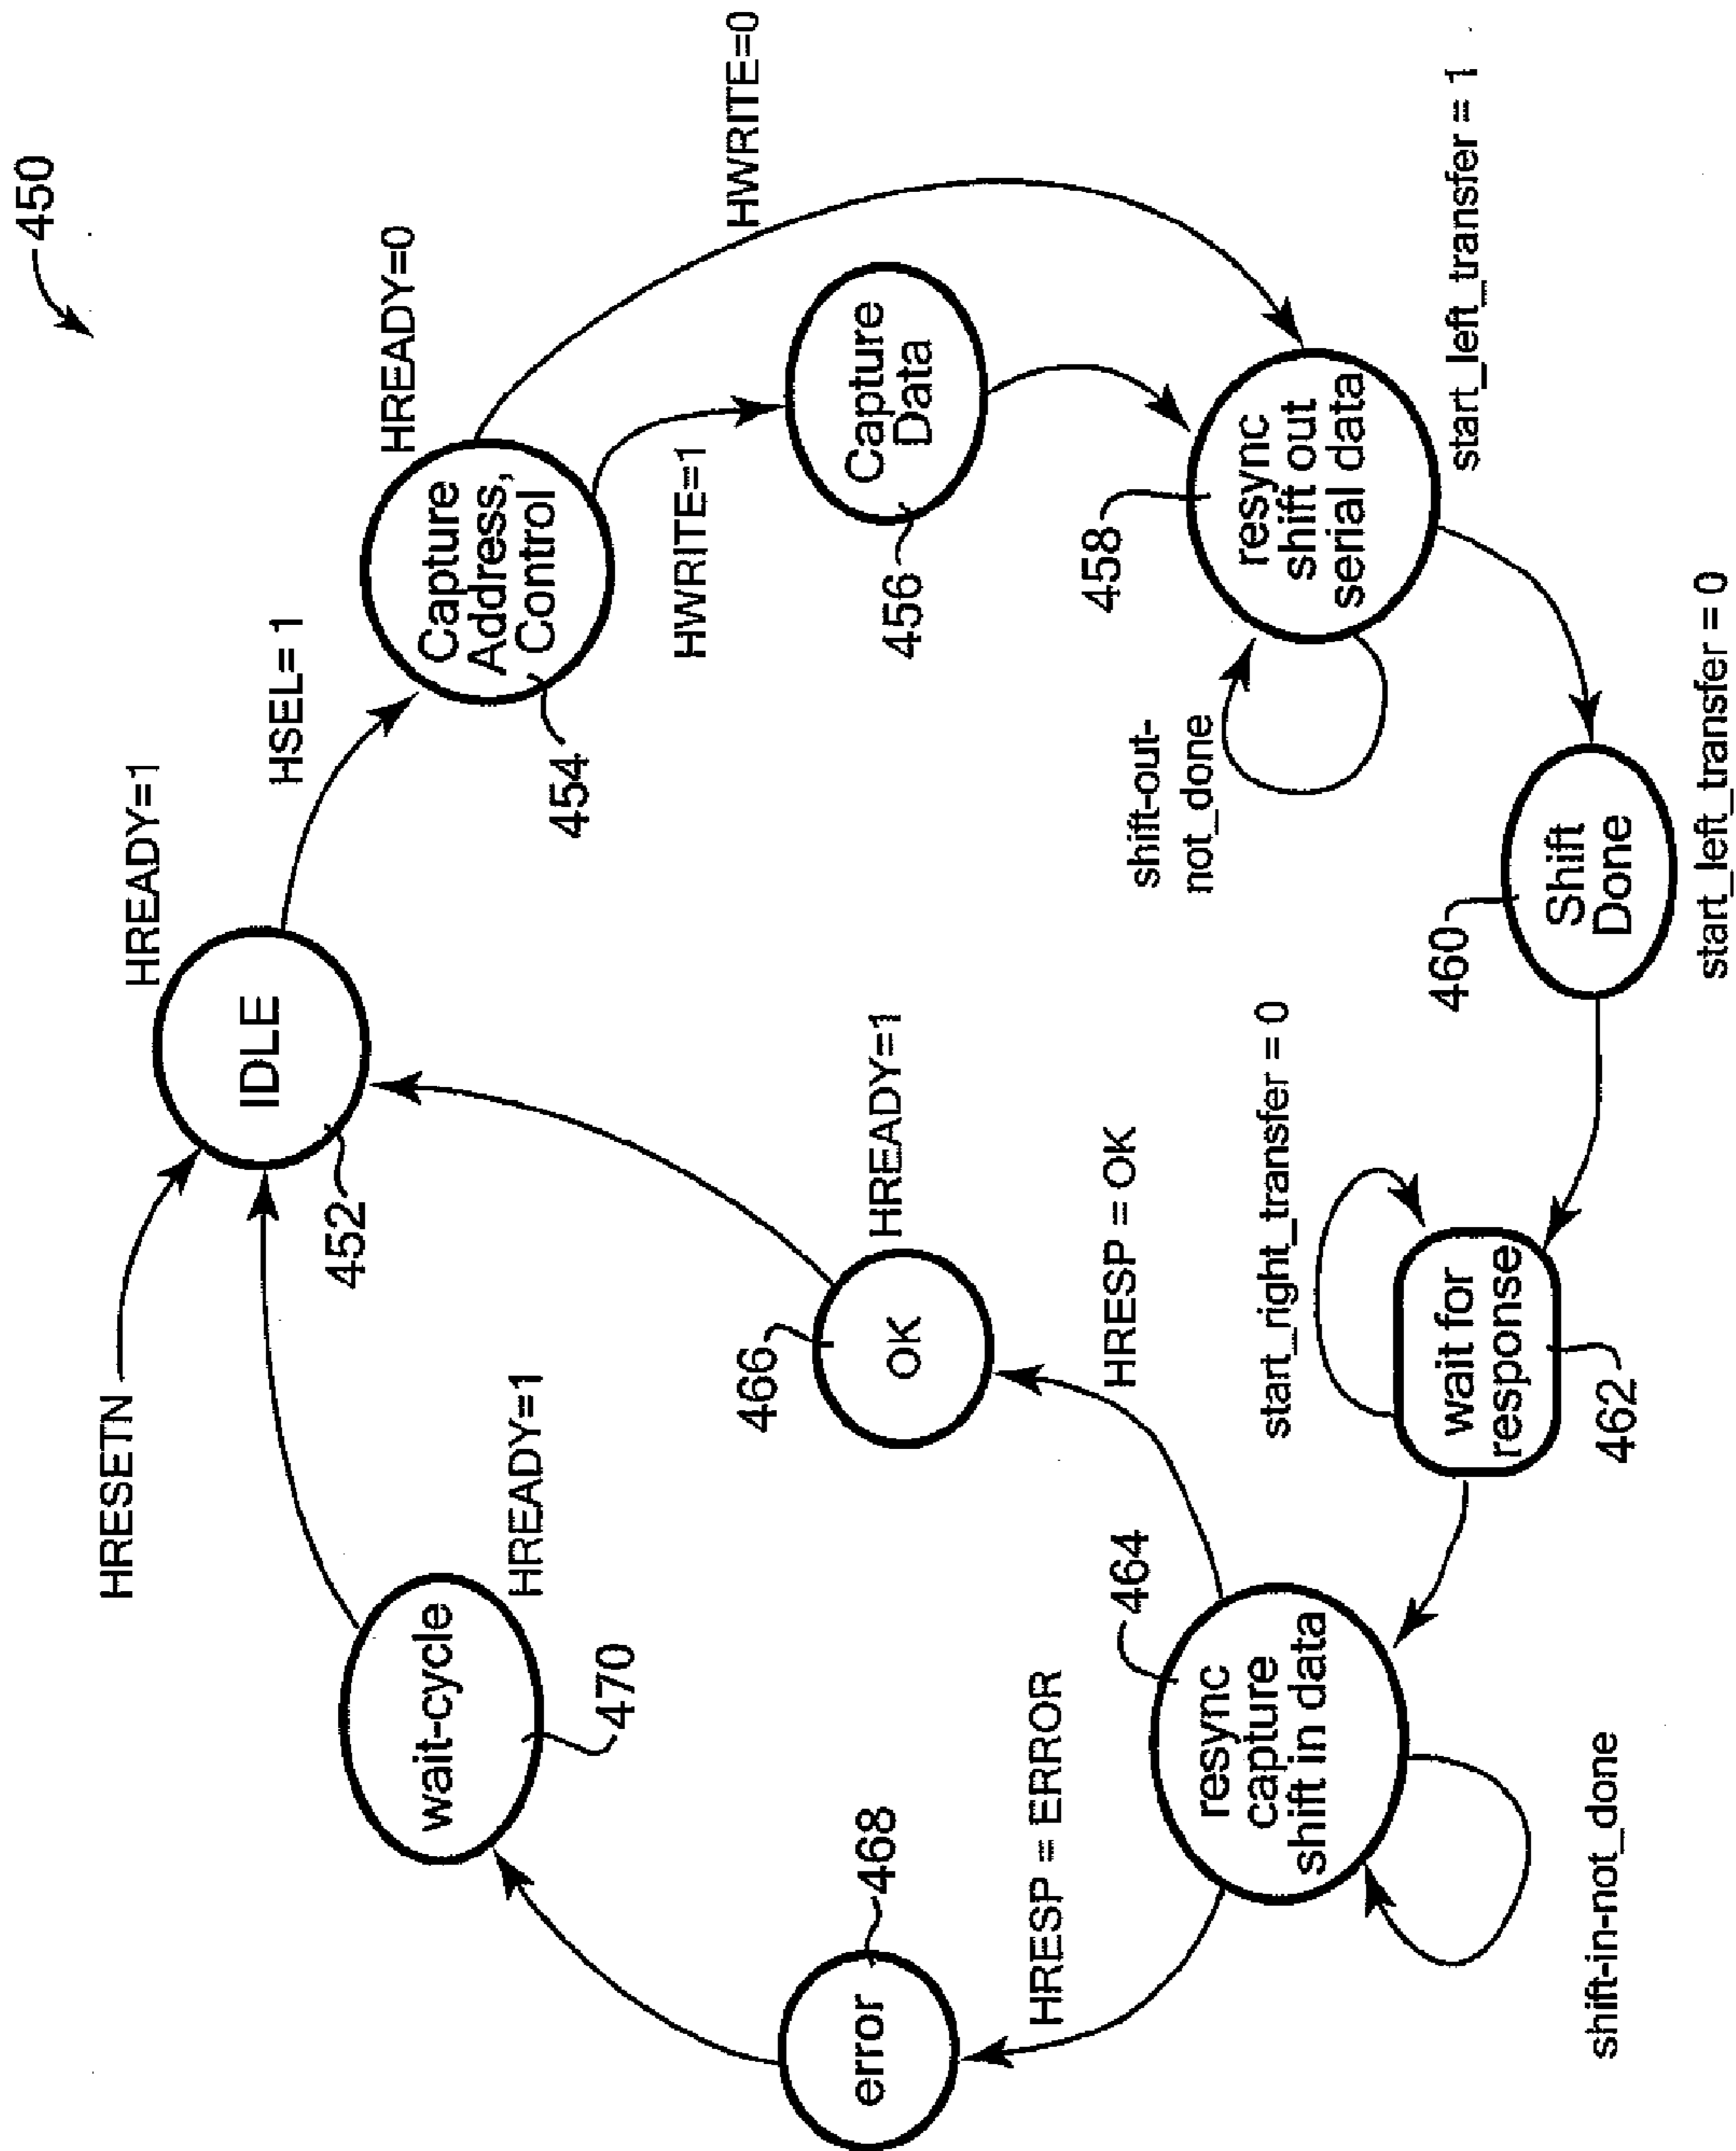 450
HRESETN
HREADY=1
IDLE
452
HSEL=1
HREADY=0
Capture
Address,
Control
454
HWRITE=0
HWRITE=1
Capture
Data
456
resync
shift out
serial data
458
start_left_transfer = 1
shift-out-
not_done
Shift
Done
460
start_left_transfer = 0
start_right_transfer = 0
wait for
response
462
resync
capture
shift in data
464
shift-in-not_done
HRESP = OK
OK
466
HREADY=1
HRESP = ERROR
error
468
wait-cycle
470
HREADY=1